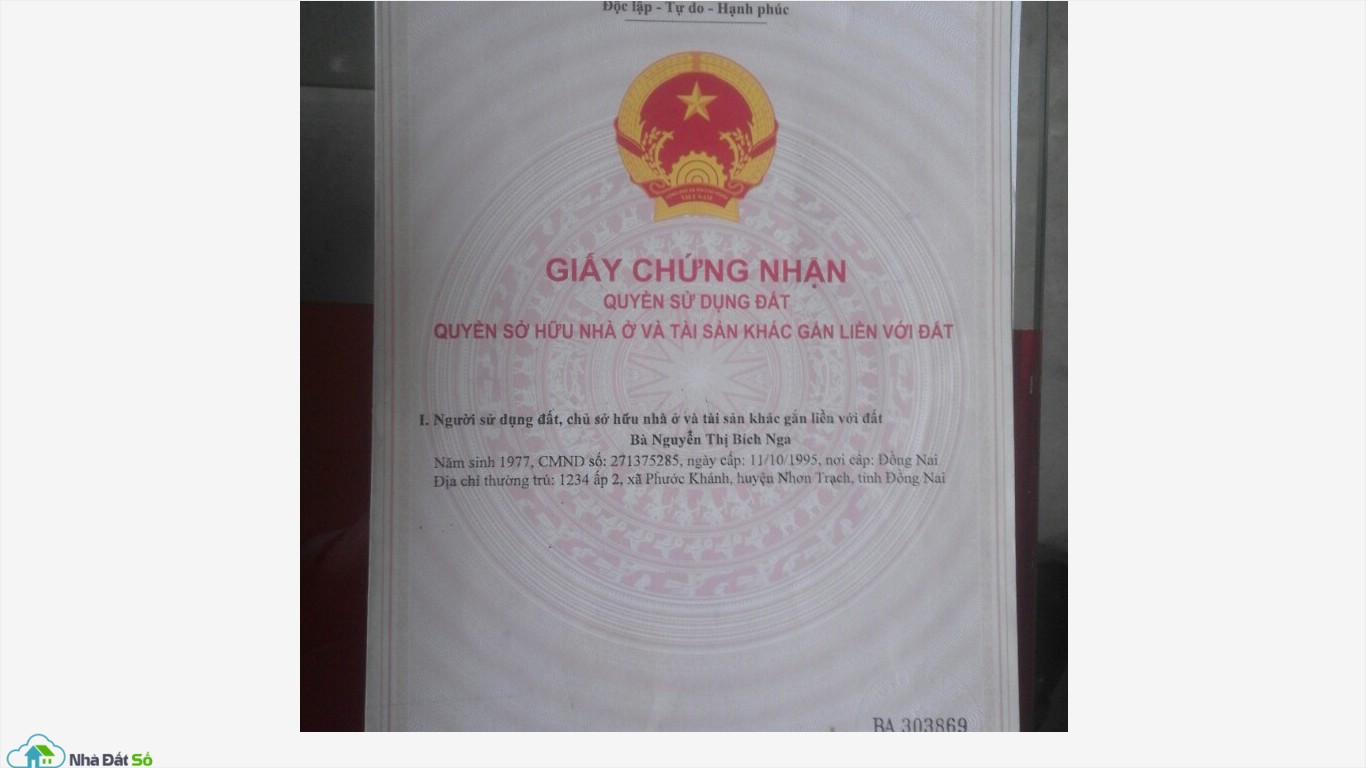 Độc lập - Tự do - Hạnh phúc
VIỆT NAM
GIẤY CHỨNG NHẬN
QUYỀN SỬ DỤNG ĐẤT
QUYỀN SỞ HỮU NHÀ Ở VÀ TÀI SẢN KHÁC GẮN LIỀN VỚI ĐẤT
I. Người sử dụng đất, chủ sở hữu nhà ở và tài sản khác gắn liền với đất
Bà Nguyễn Thị Bích Nga
Năm sinh 1977, CMND số: 271375285, ngày cấp: 11/10/1995, nơi cấp: Đồng Nai
Địa chỉ thường trú: 1234 ấp 2, xã Phước Khánh, huyện Nhơn Trạch, tỉnh Đồng Nai
BA 303869
Nhà Đất Số